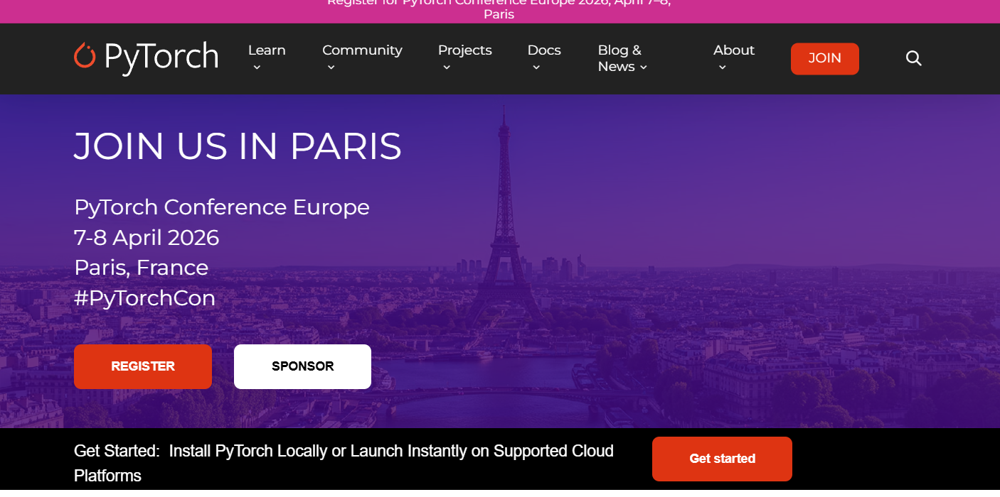 Register for PyTorch Conference Europe 2026, April 7–8,
Paris
PyTorch
Learn
Community
Projects
Docs
Blog &
News
About
JOIN
JOIN US IN PARIS
PyTorch Conference Europe
7-8 April 2026
Paris, France
#PyTorchCon
REGISTER
SPONSOR
Get Started: Install PyTorch Locally or Launch Instantly on Supported Cloud
Platforms
Get started